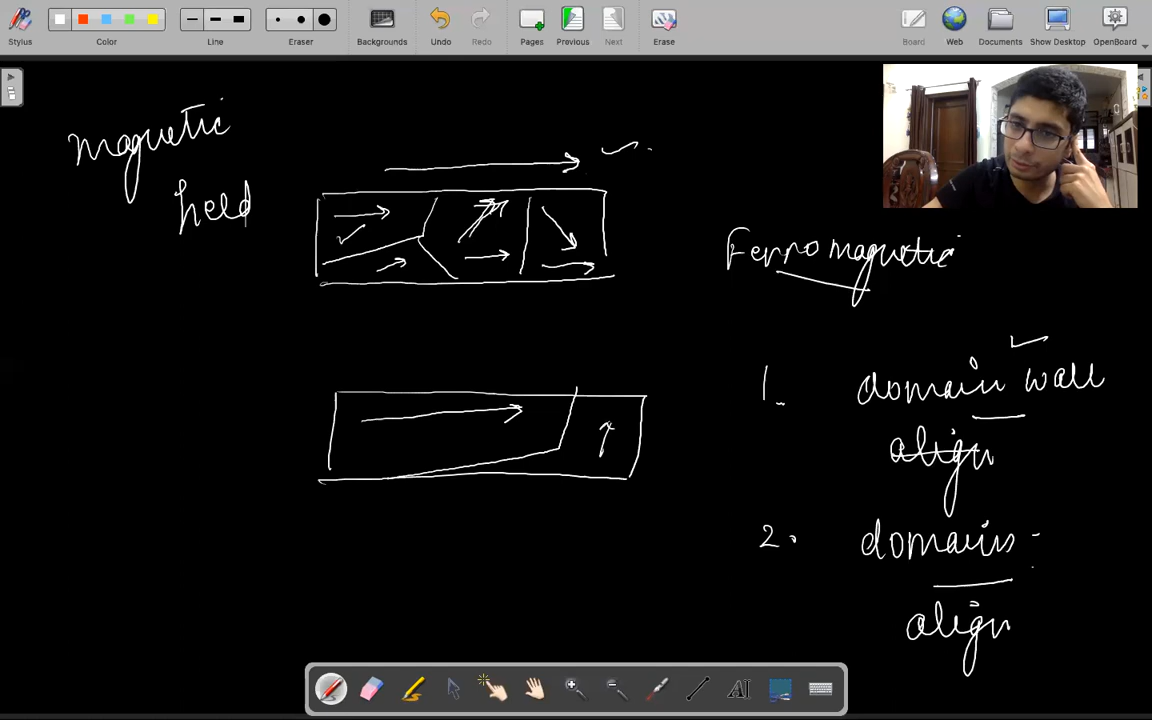 Stylus
Color
Line
Eraser
Backgrounds
Undo
Redo
Pages
Previous
Next
Erase
Board
Web
Documents
Show Desktop
OpenBoard
magnetic
field
Ferromagnetic
1. domain wall
align
2. domains
align